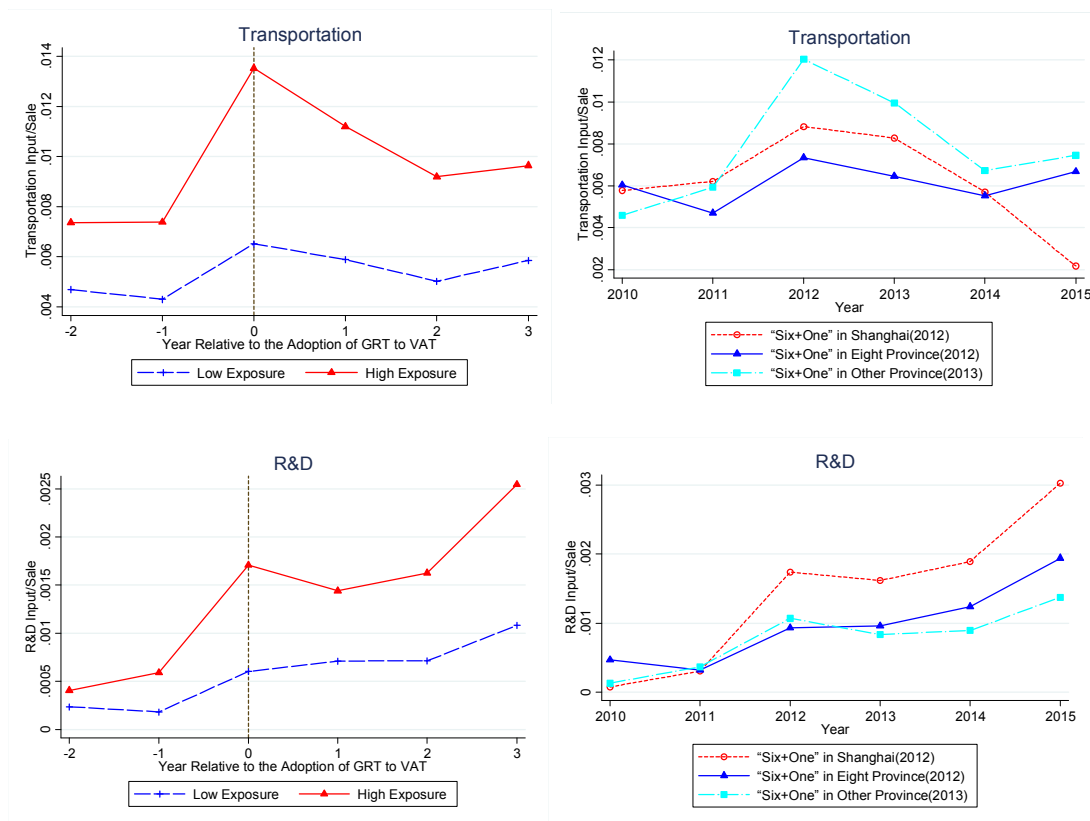 Transportation
Transportation Input/Sale
.014
.012
.01
.008
.006
.004
-2 -1 0 1 2 3
Year Relative to the Adoption of GRT to VAT
Low Exposure High Exposure
Transportation
Transportation Input/Sale
.012
.01
.008
.006
.004
.002
2010 2011 2012 2013 2014 2015
Year
“Six+One” in Shanghai(2012)
“Six+One” in Eight Province(2012)
“Six+One” in Other Province(2013)
R&D
R&D Input/Sale
.0025
.002
.0015
.001
.0005
0
-2 -1 0 1 2 3
Year Relative to the Adoption of GRT to VAT
Low Exposure High Exposure
R&D
R&D Input/Sale
.003
.002
.001
0
2010 2011 2012 2013 2014 2015
Year
“Six+One” in Shanghai(2012)
“Six+One” in Eight Province(2012)
“Six+One” in Other Province(2013)